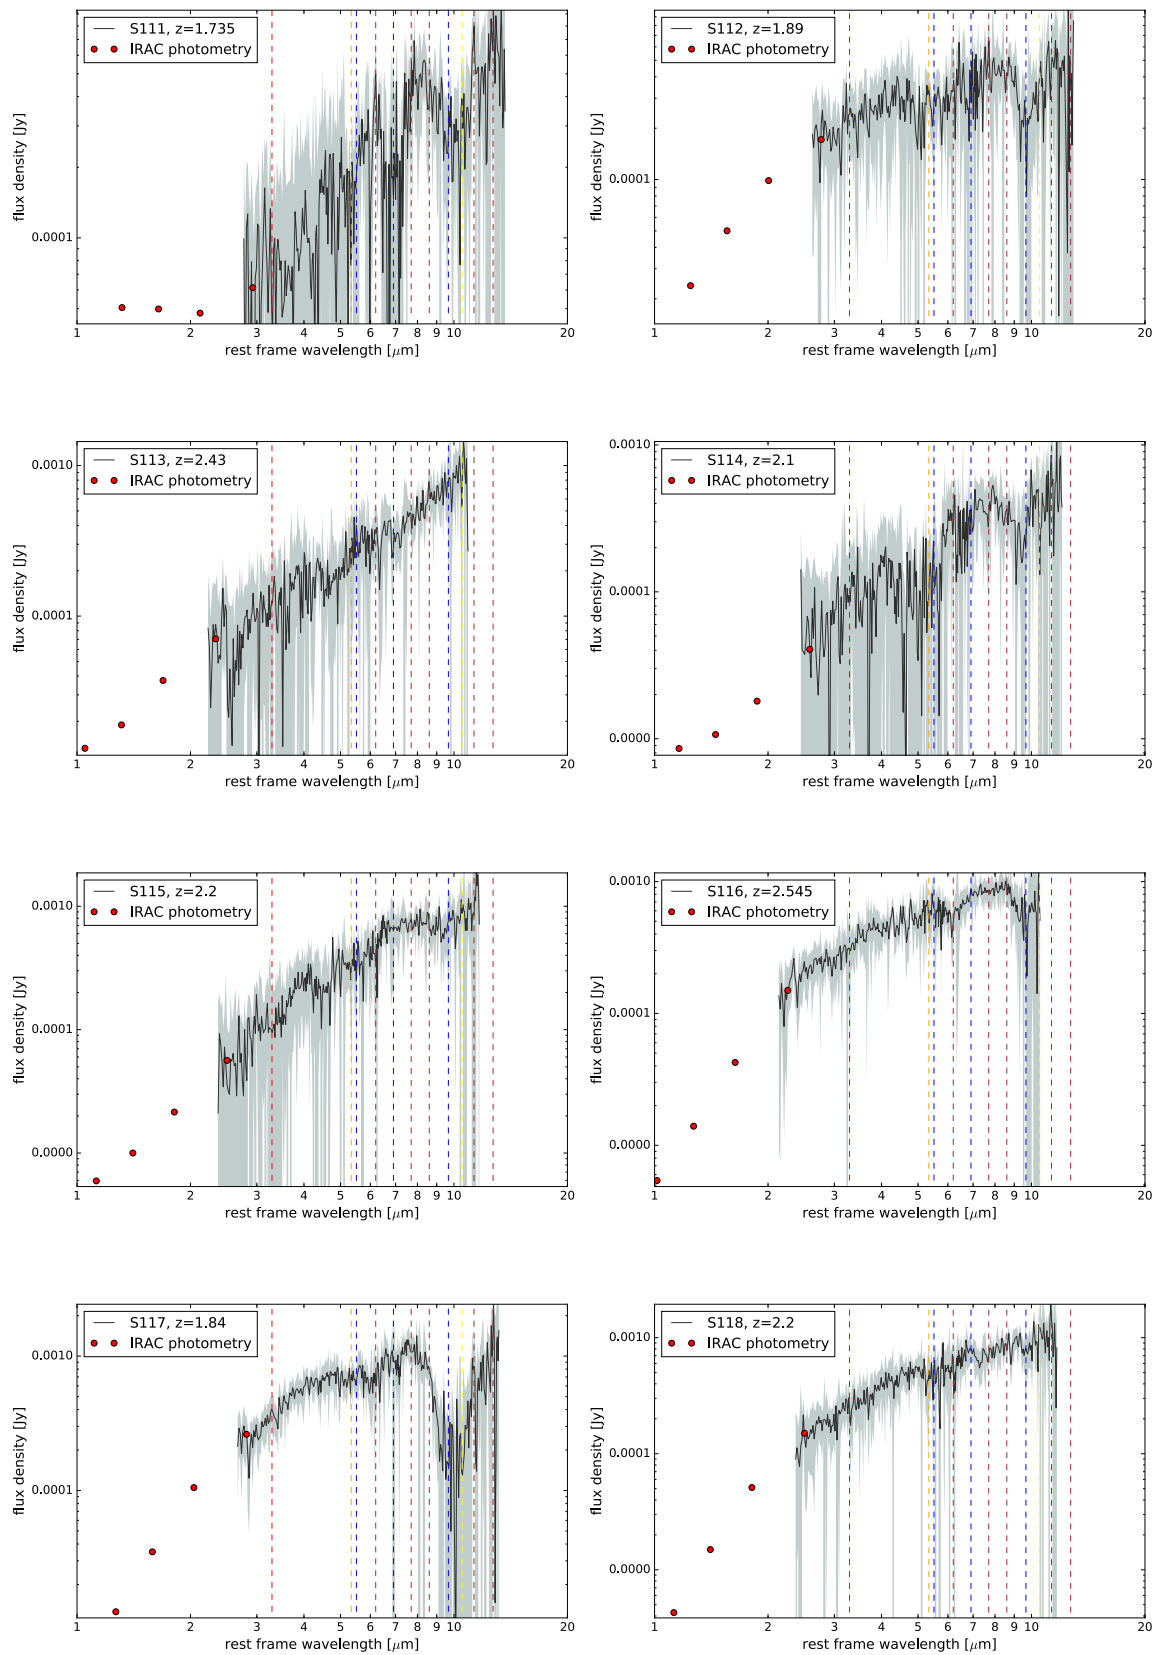 S111, z=1.735
IRAC photometry
flux density [Jy]
0.0001
1 2 3 4 5 6 7 8 9 10 20
rest frame wavelength [μm]
S112, z=1.89
IRAC photometry
flux density [Jy]
0.0001
1 2 3 4 5 6 7 8 9 10 20
rest frame wavelength [μm]
S113, z=2.43
IRAC photometry
flux density [Jy]
0.0010
0.0001
1 2 3 4 5 6 7 8 9 10 20
rest frame wavelength [μm]
S114, z=2.1
IRAC photometry
flux density [Jy]
0.0010
0.0001
0.0000
1 2 3 4 5 6 7 8 9 10 20
rest frame wavelength [μm]
S115, z=2.2
IRAC photometry
flux density [Jy]
0.0010
0.0001
0.0000
1 2 3 4 5 6 7 8 9 10 20
rest frame wavelength [μm]
S116, z=2.545
IRAC photometry
flux density [Jy]
0.0010
0.0001
0.0000
1 2 3 4 5 6 7 8 9 10 20
rest frame wavelength [μm]
S117, z=1.84
IRAC photometry
flux density [Jy]
0.0010
0.0001
1 2 3 4 5 6 7 8 9 10 20
rest frame wavelength [μm]
S118, z=2.2
IRAC photometry
flux density [Jy]
0.0010
0.0001
0.0000
1 2 3 4 5 6 7 8 9 10 20
rest frame wavelength [μm]